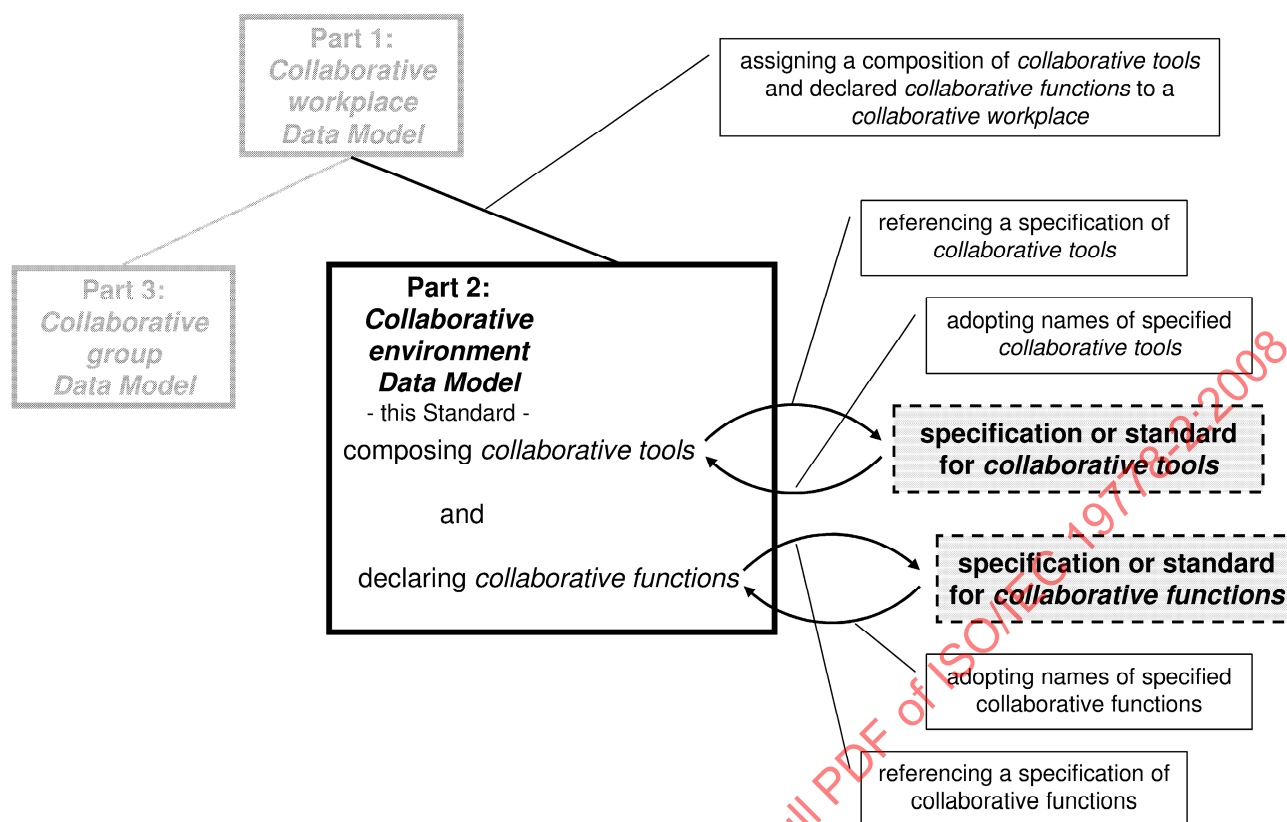 Part 1:
Collaborative
workplace
Data Model
assigning a composition of collaborative tools
and declared collaborative functions to a
collaborative workplace
referencing a specification of
collaborative tools
Part 3:
Collaborative
group
Data Model
Part 2:
Collaborative
environment
Data Model
- this Standard -
composing collaborative tools
and
declaring collaborative functions
adopting names of specified
collaborative tools
specification or standard
for collaborative tools
specification or standard
for collaborative functions
adopting names of specified
collaborative functions
referencing a specification of
collaborative functions
PDF of ISO/IEC 19778-2:2008